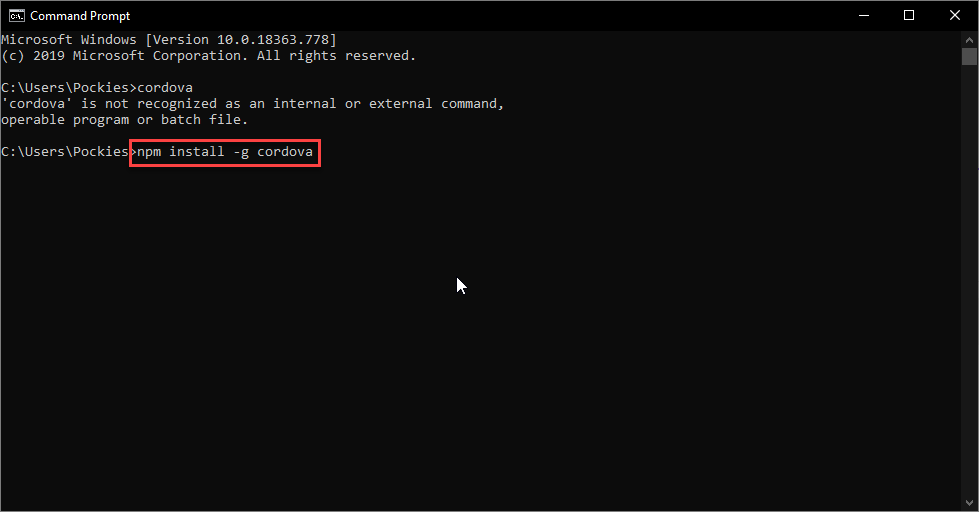 Command Prompt
Microsoft Windows [Version 10.0.18363.778]
(c) 2019 Microsoft Corporation. All rights reserved.
C:\Users\Pockies>cordova
'cordova' is not recognized as an internal or external command,
operable program or batch file.
C:\Users\Pockies>npm install -g cordova